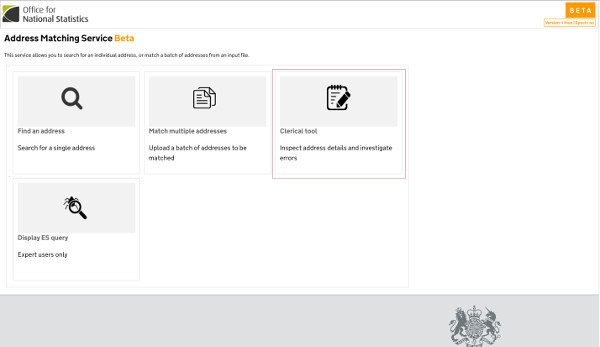 Office for
National Statistics
BETA
Address Matching Service Beta
This service allows you to search for an individual address, or match a batch of addresses from an input file.
Find an address
Search for a single address
Match multiple addresses
Upload a batch of addresses to be
matched
Clerical tool
Inspect address details and investigate
errors
Display ES query
Expert users only